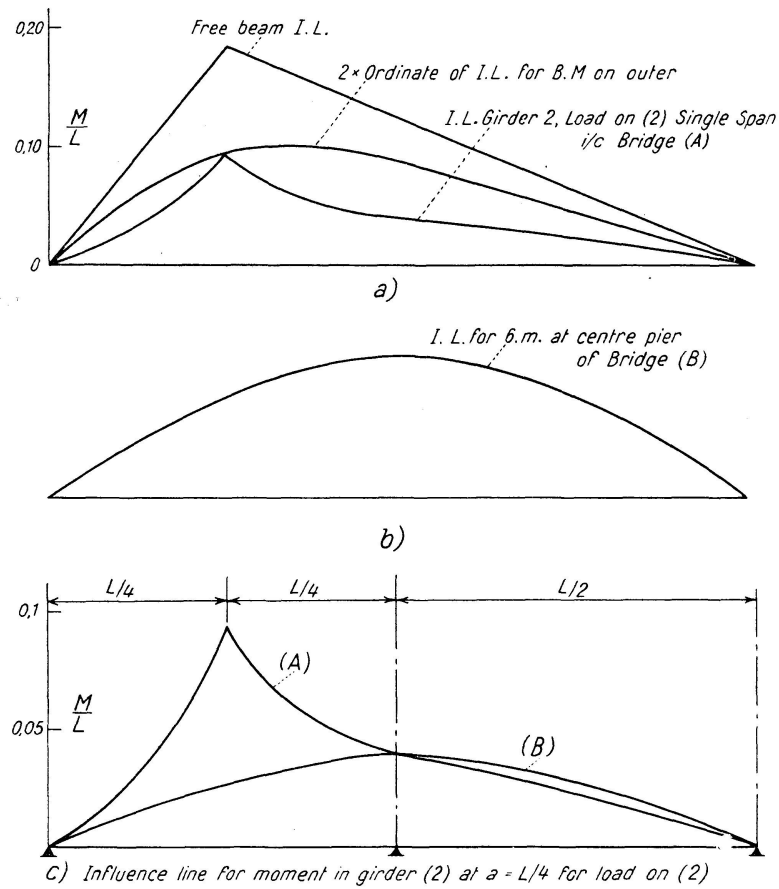 0,20
Free beam I.L.
2 × Ordinate of I.L. for B.M on outer
M
L
0,10
I.L. Girder 2, Load on (2) Single Span
i/c Bridge (A)
0
a)
I. L. for 6.m. at centre pier
of Bridge (B)
b)
L/4
L/4
L/2
0,1
(A)
M
L
0,05
(B)
C) Influence line for moment in girder (2) at a = L/4 for load on (2)